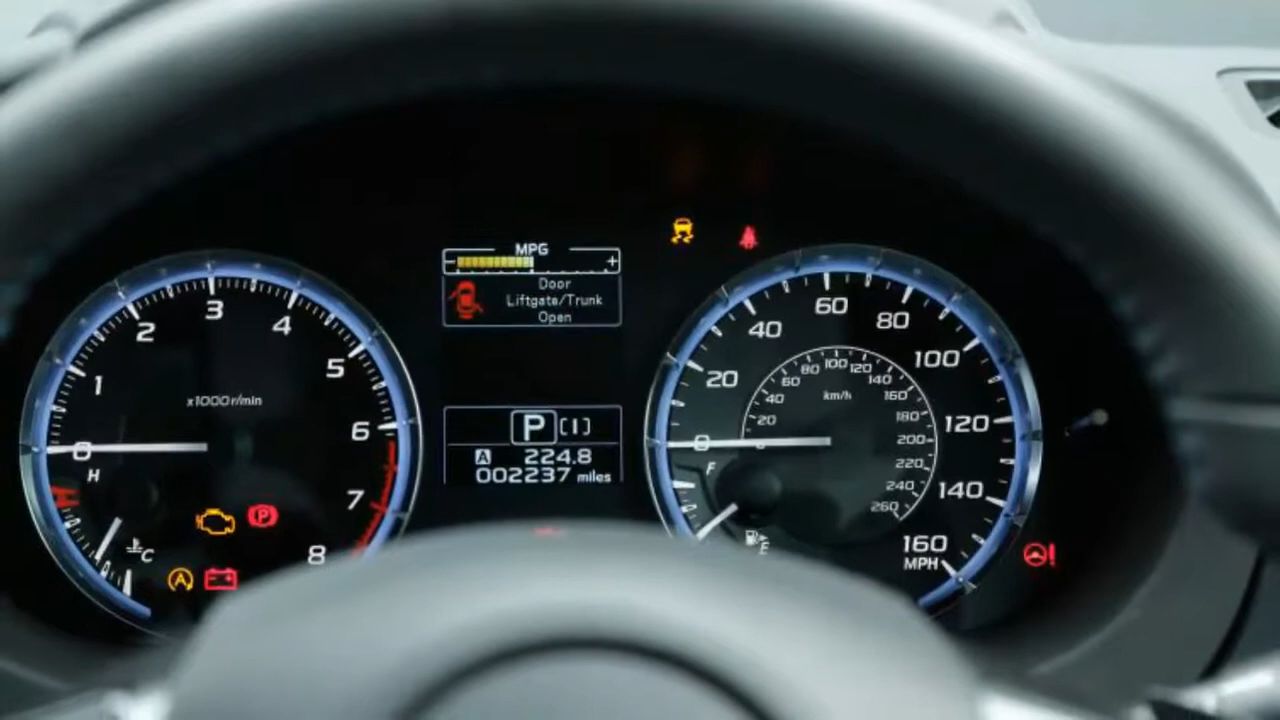 0
1
2
3
4
5
6
7
8
x1000r/min
H
C
P
A
MPG
- +
Door
Liftgate/Trunk
Open
P [1]
A 224.8
002237 miles
0
20
40
60
80
100
120
140
160
MPH
20
40
60
80
100
120
140
160
180
200
220
240
260
km/h
F
E
!